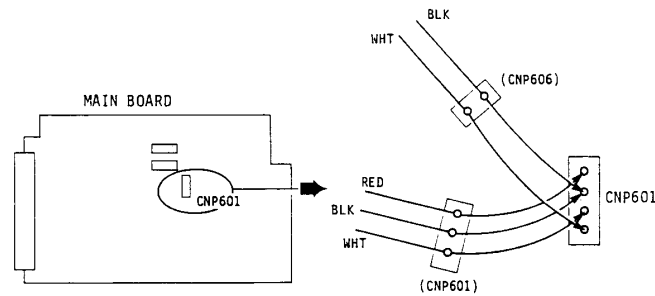 MAIN BOARD
CNP601
BLK
WHT
(CNP606)
RED
BLK
WHT
(CNP601)
CNP601